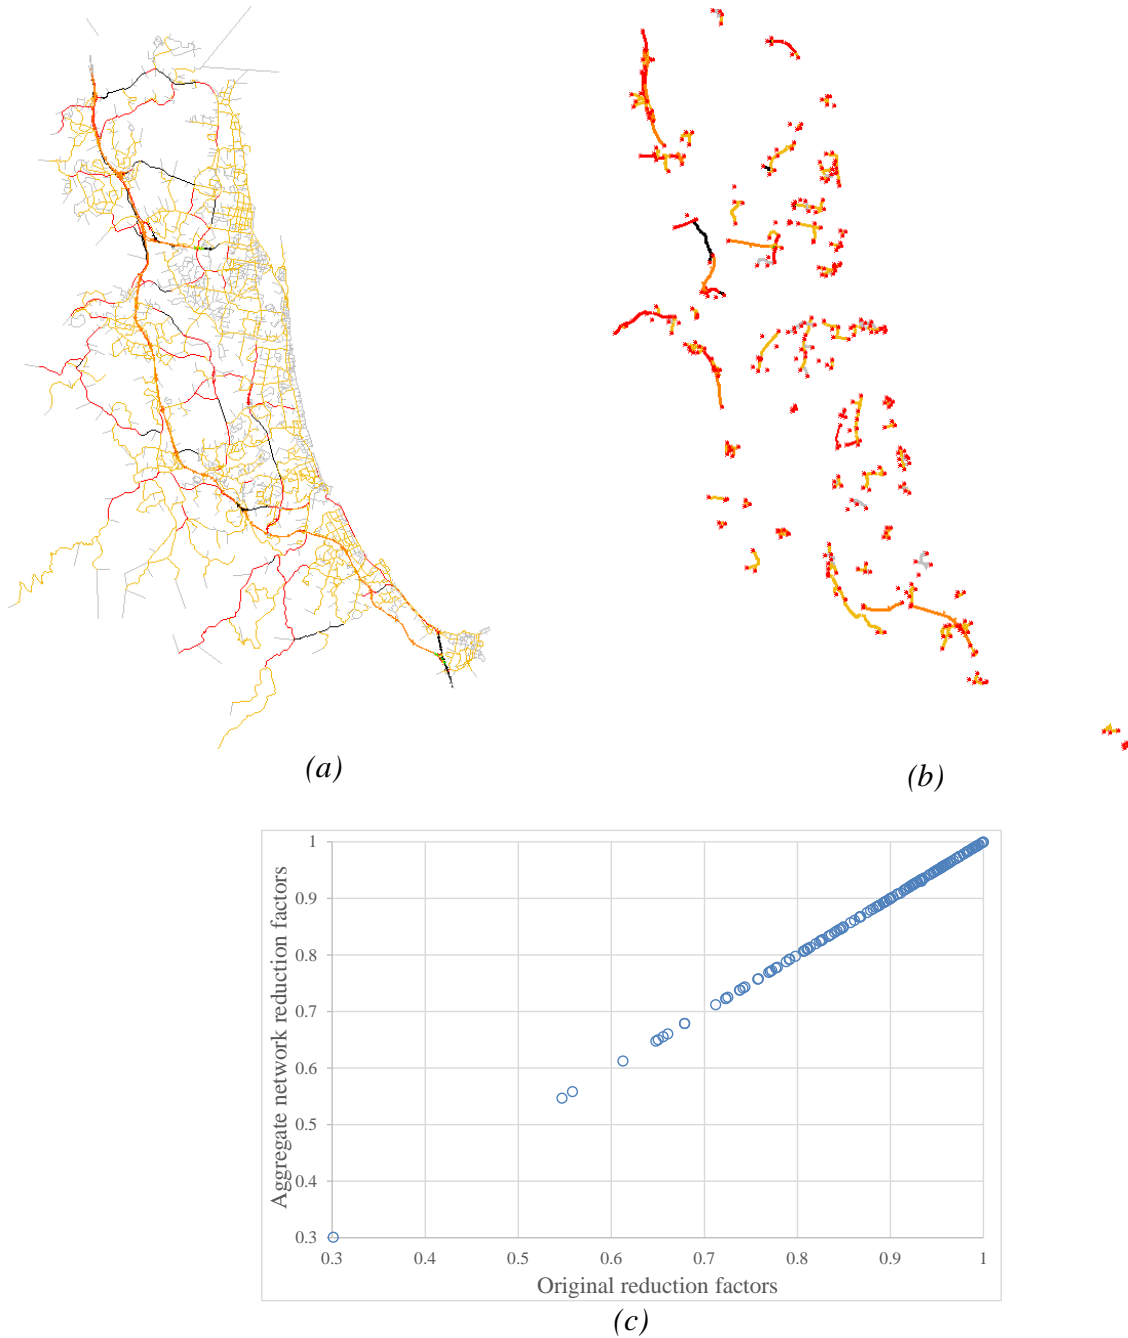 (a)
(b)
Aggregate network reduction factors
1
0.9
0.8
0.7
0.6
0.5
0.4
0.3
0.3 0.4 0.5 0.6 0.7 0.8 0.9 1
Original reduction factors
(c)